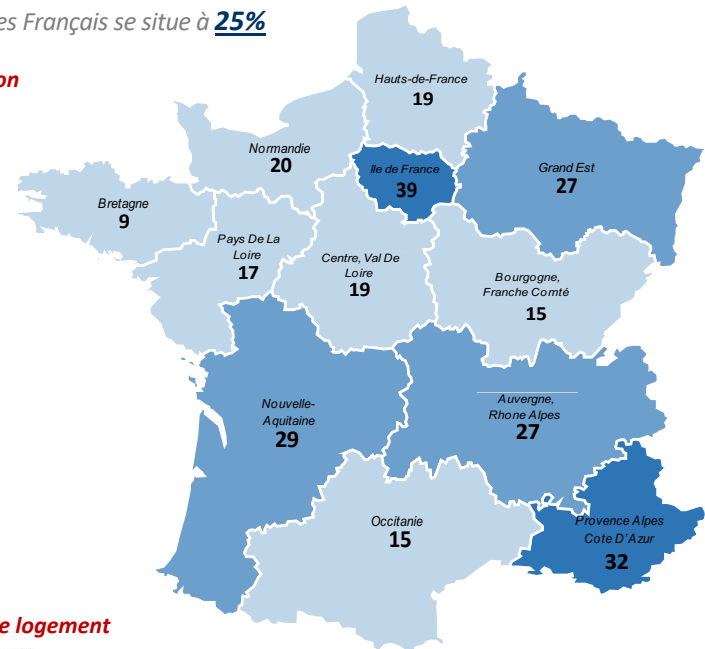 es Français se situe à 25%
on
Hauts-de-France
19
Normandie
20
Ile de France
39
Grand Est
27
Bretagne
9
Pays De La
Loire
17
Centre, Val De
Loire
19
Bourgogne,
Franche Comté
15
Nouvelle-
Aquitaine
29
Auvergne,
Rhone Alpes
27
Occitanie
15
Provence Alpes
Cote D'Azur
32
e logement